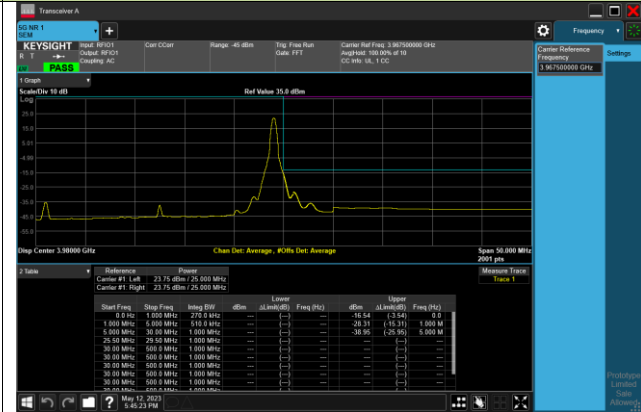 Transceiver A
5G NR 1
SEM
+
Frequency
KEYSIGHT Input: RFIO1 Corr CCorr Range: -45 dBm Trig: Free Run Carrier Ref Freq: 3.967500000 GHz
R T Output: RFIO1 Gate: FFT Avg|Hold: 100.00% of 10
Coupling: AC CC Info: UL, 1 CC
PASS
Carrier Reference
Frequency
3.967500000 GHz
Settings
1 Graph
Scale/Div 10 dB Ref Value 35.0 dBm
Log
25.0
15.0
5.01
-4.99
-15.0
-25.0
-35.0
-45.0
-55.0
Disp Center 3.98000 GHz Chan Det: Average , #Offs Det: Average Span 50.000 MHz
2001 pts
2 Table
Reference Power
Carrier #1: Left 23.75 dBm / 25.000 MHz
Carrier #1: Right 23.75 dBm / 25.000 MHz
Measure Trace
Trace 1
Lower Upper
Start Freq Stop Freq Integ BW dBm ΔLimit(dB) Freq (Hz) dBm ΔLimit(dB) Freq (Hz)
0.0 Hz 1.000 MHz 270.0 kHz --- (---) --- -16.54 (-3.54) 0.0
1.000 MHz 5.000 MHz 510.0 kHz --- (---) --- -28.31 (-15.31) 1.000 M
5.000 MHz 30.00 MHz 1.000 MHz --- (---) --- -38.95 (-25.95) 5.000 M
25.50 MHz 29.50 MHz 1.000 MHz --- (---) --- --- (---) ---
30.00 MHz 500.0 MHz 1.000 MHz --- (---) --- --- (---) ---
30.00 MHz 500.0 MHz 1.000 MHz --- (---) --- --- (---) ---
30.00 MHz 500.0 MHz 1.000 MHz --- (---) --- --- (---) ---
30.00 MHz 500.0 MHz 1.000 MHz --- (---) --- --- (---) ---
30.00 MHz 500.0 MHz 1.000 MHz --- (---) --- --- (---) ---
May 12, 2023
5:45:23 PM
Prototype
Limited
Sale
Allowed